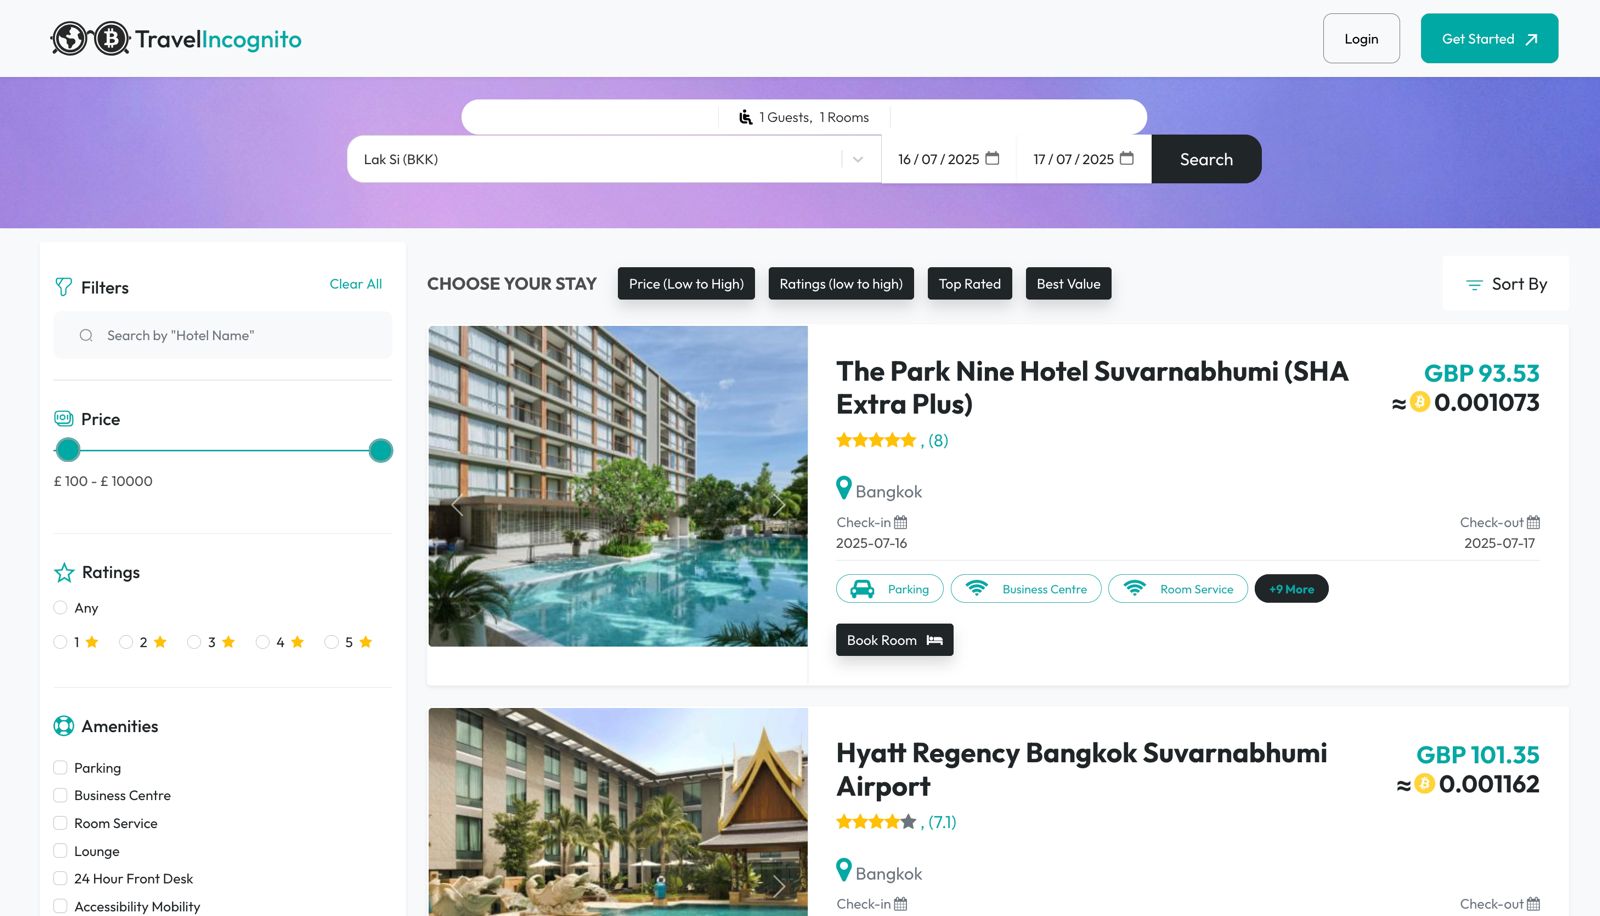 TravelIncognito
Login
Get Started
1 Guests, 1 Rooms
Lak Si (BKK)
16 / 07 / 2025
17 / 07 / 2025
Search
Filters
Clear All
Search by "Hotel Name"
Price
£ 100 - £ 10000
Ratings
Any
1
2
3
4
5
Amenities
Parking
Business Centre
Room Service
Lounge
24 Hour Front Desk
Accessibility Mobility
CHOOSE YOUR STAY
Price (Low to High)
Ratings (low to high)
Top Rated
Best Value
Sort By
The Park Nine Hotel Suvarnabhumi (SHA
Extra Plus)
GBP 93.53
≈ 0.001073
, (8)
Bangkok
Check-in
2025-07-16
Check-out
2025-07-17
Parking
Business Centre
Room Service
+9 More
Book Room
Hyatt Regency Bangkok Suvarnabhumi
Airport
GBP 101.35
≈ 0.001162
, (7.1)
Bangkok
Check-in
Check-out